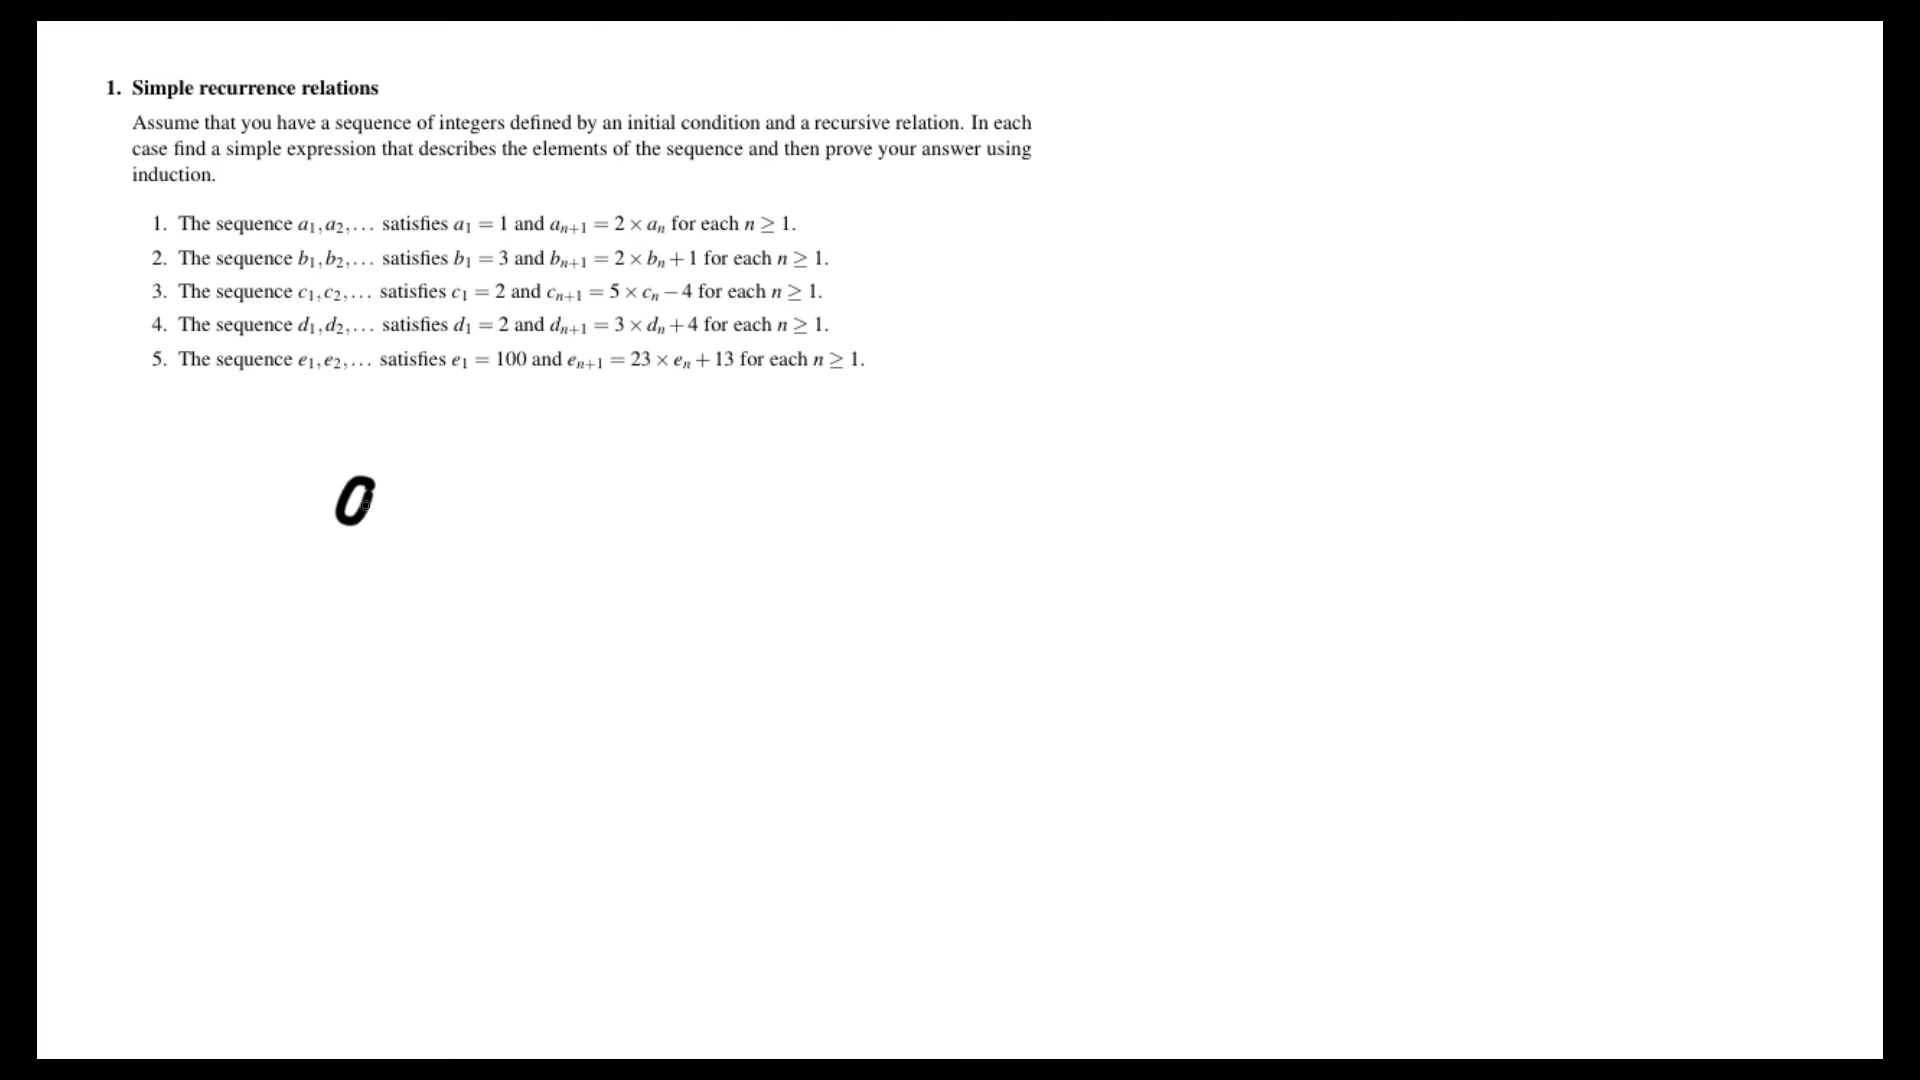 1. Simple recurrence relations
Assume that you have a sequence of integers defined by an initial condition and a recursive relation. In each
case find a simple expression that describes the elements of the sequence and then prove your answer using
induction.
1. The sequence a₁,a₂,... satisfies a₁ = 1 and aₙ₊₁ = 2 × aₙ for each n ≥ 1.
2. The sequence b₁,b₂,... satisfies b₁ = 3 and bₙ₊₁ = 2 × bₙ + 1 for each n ≥ 1.
3. The sequence c₁,c₂,... satisfies c₁ = 2 and cₙ₊₁ = 5 × cₙ − 4 for each n ≥ 1.
4. The sequence d₁,d₂,... satisfies d₁ = 2 and dₙ₊₁ = 3 × dₙ + 4 for each n ≥ 1.
5. The sequence e₁,e₂,... satisfies e₁ = 100 and eₙ₊₁ = 23 × eₙ + 13 for each n ≥ 1.